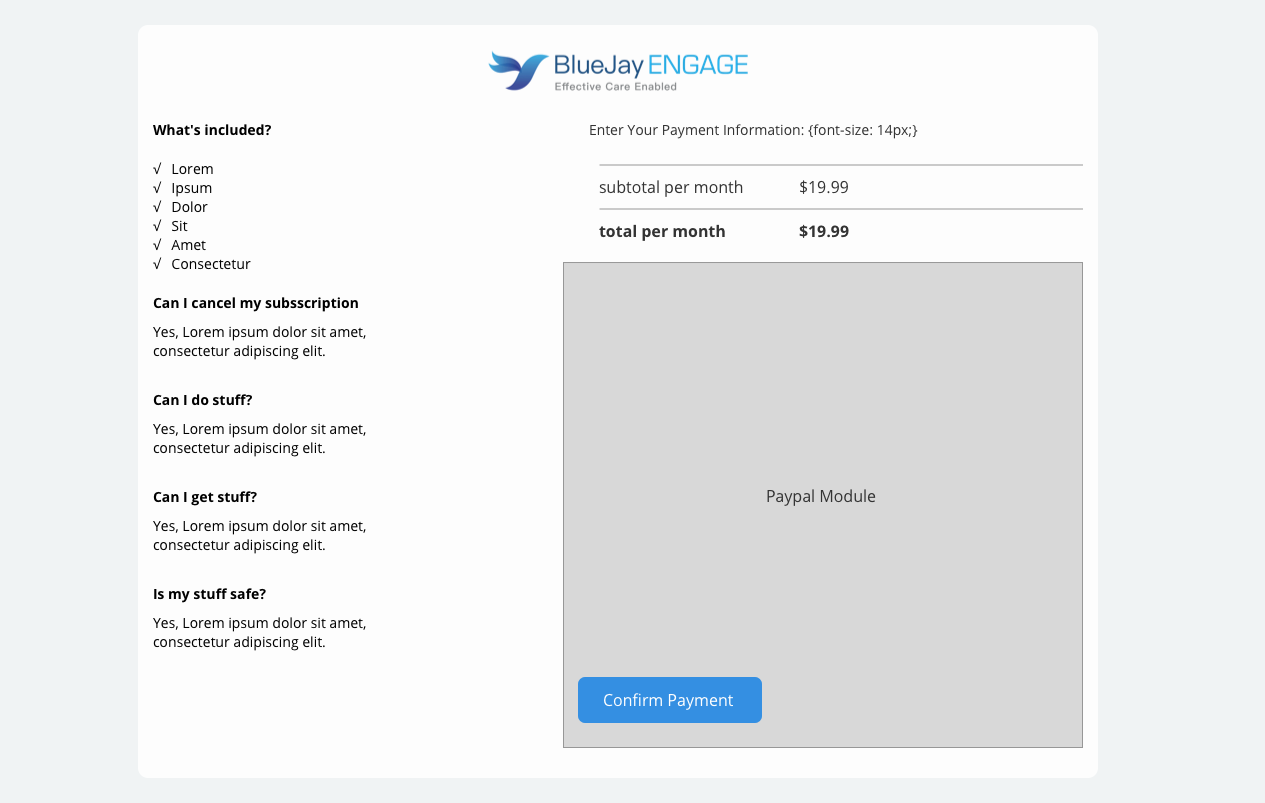 BlueJay ENGAGE
Effective Care Enabled
What's included?
√ Lorem
√ Ipsum
√ Dolor
√ Sit
√ Amet
√ Consectetur
Can I cancel my subsscription
Yes, Lorem ipsum dolor sit amet,
consectetur adipiscing elit.
Can I do stuff?
Yes, Lorem ipsum dolor sit amet,
consectetur adipiscing elit.
Can I get stuff?
Yes, Lorem ipsum dolor sit amet,
consectetur adipiscing elit.
Is my stuff safe?
Yes, Lorem ipsum dolor sit amet,
consectetur adipiscing elit.
Enter Your Payment Information: {font-size: 14px;}
subtotal per month $19.99
total per month $19.99
Paypal Module
Confirm Payment